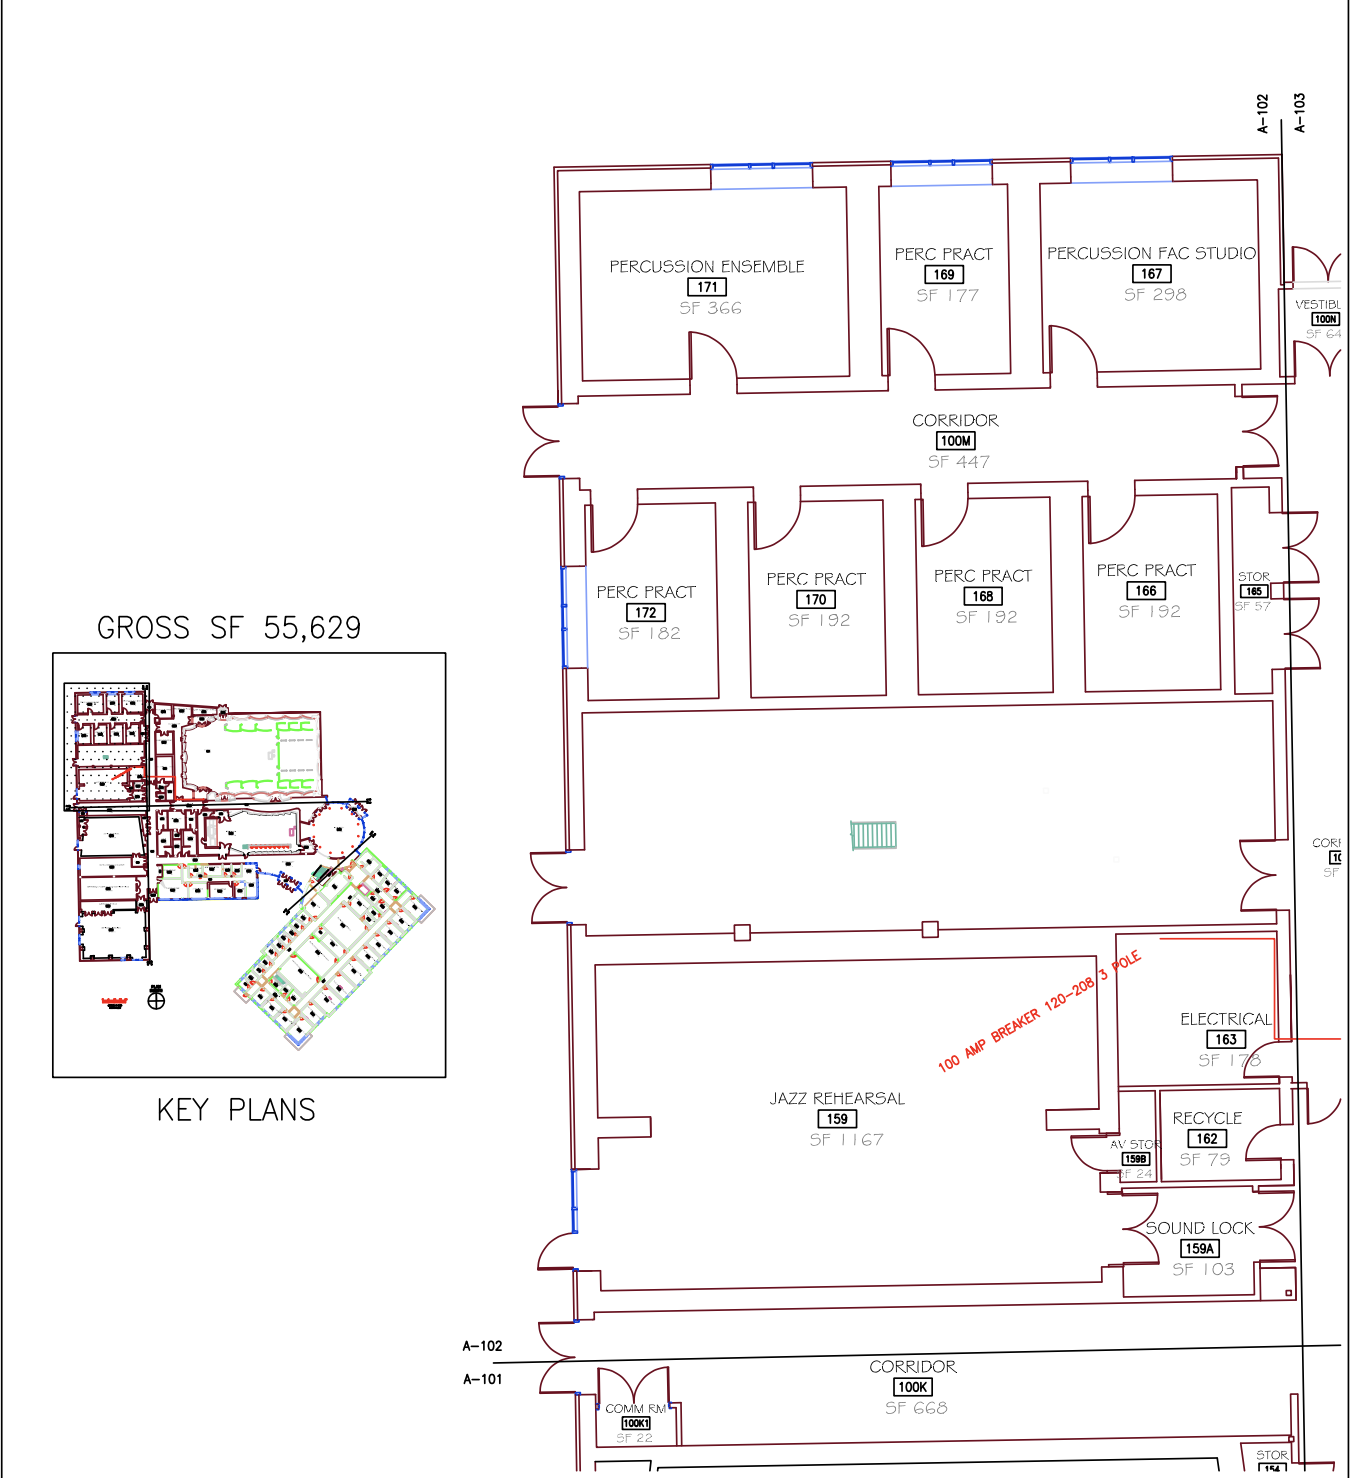 A-102
A-103
PERCUSSION ENSEMBLE
171
SF 366
PERC PRACT
169
SF 177
PERCUSSION FAC STUDIO
167
SF 298
VESTIBL
100N
SF 64
CORRIDOR
100M
SF 447
PERC PRACT
172
SF 182
PERC PRACT
170
SF 192
PERC PRACT
168
SF 192
PERC PRACT
166
SF 192
STOR
165
SF 57
GROSS SF 55,629
KEY PLANS
CORR
10
SF
100 AMP BREAKER 120-208 3 POLE
ELECTRICAL
163
SF 178
JAZZ REHEARSAL
159
SF 1167
AV STOR
159B
SF 24
RECYCLE
162
SF 79
SOUND LOCK
159A
SF 103
A-102
A-101
CORRIDOR
100K
SF 668
COMM RM
100K1
SF 22
STOR
154